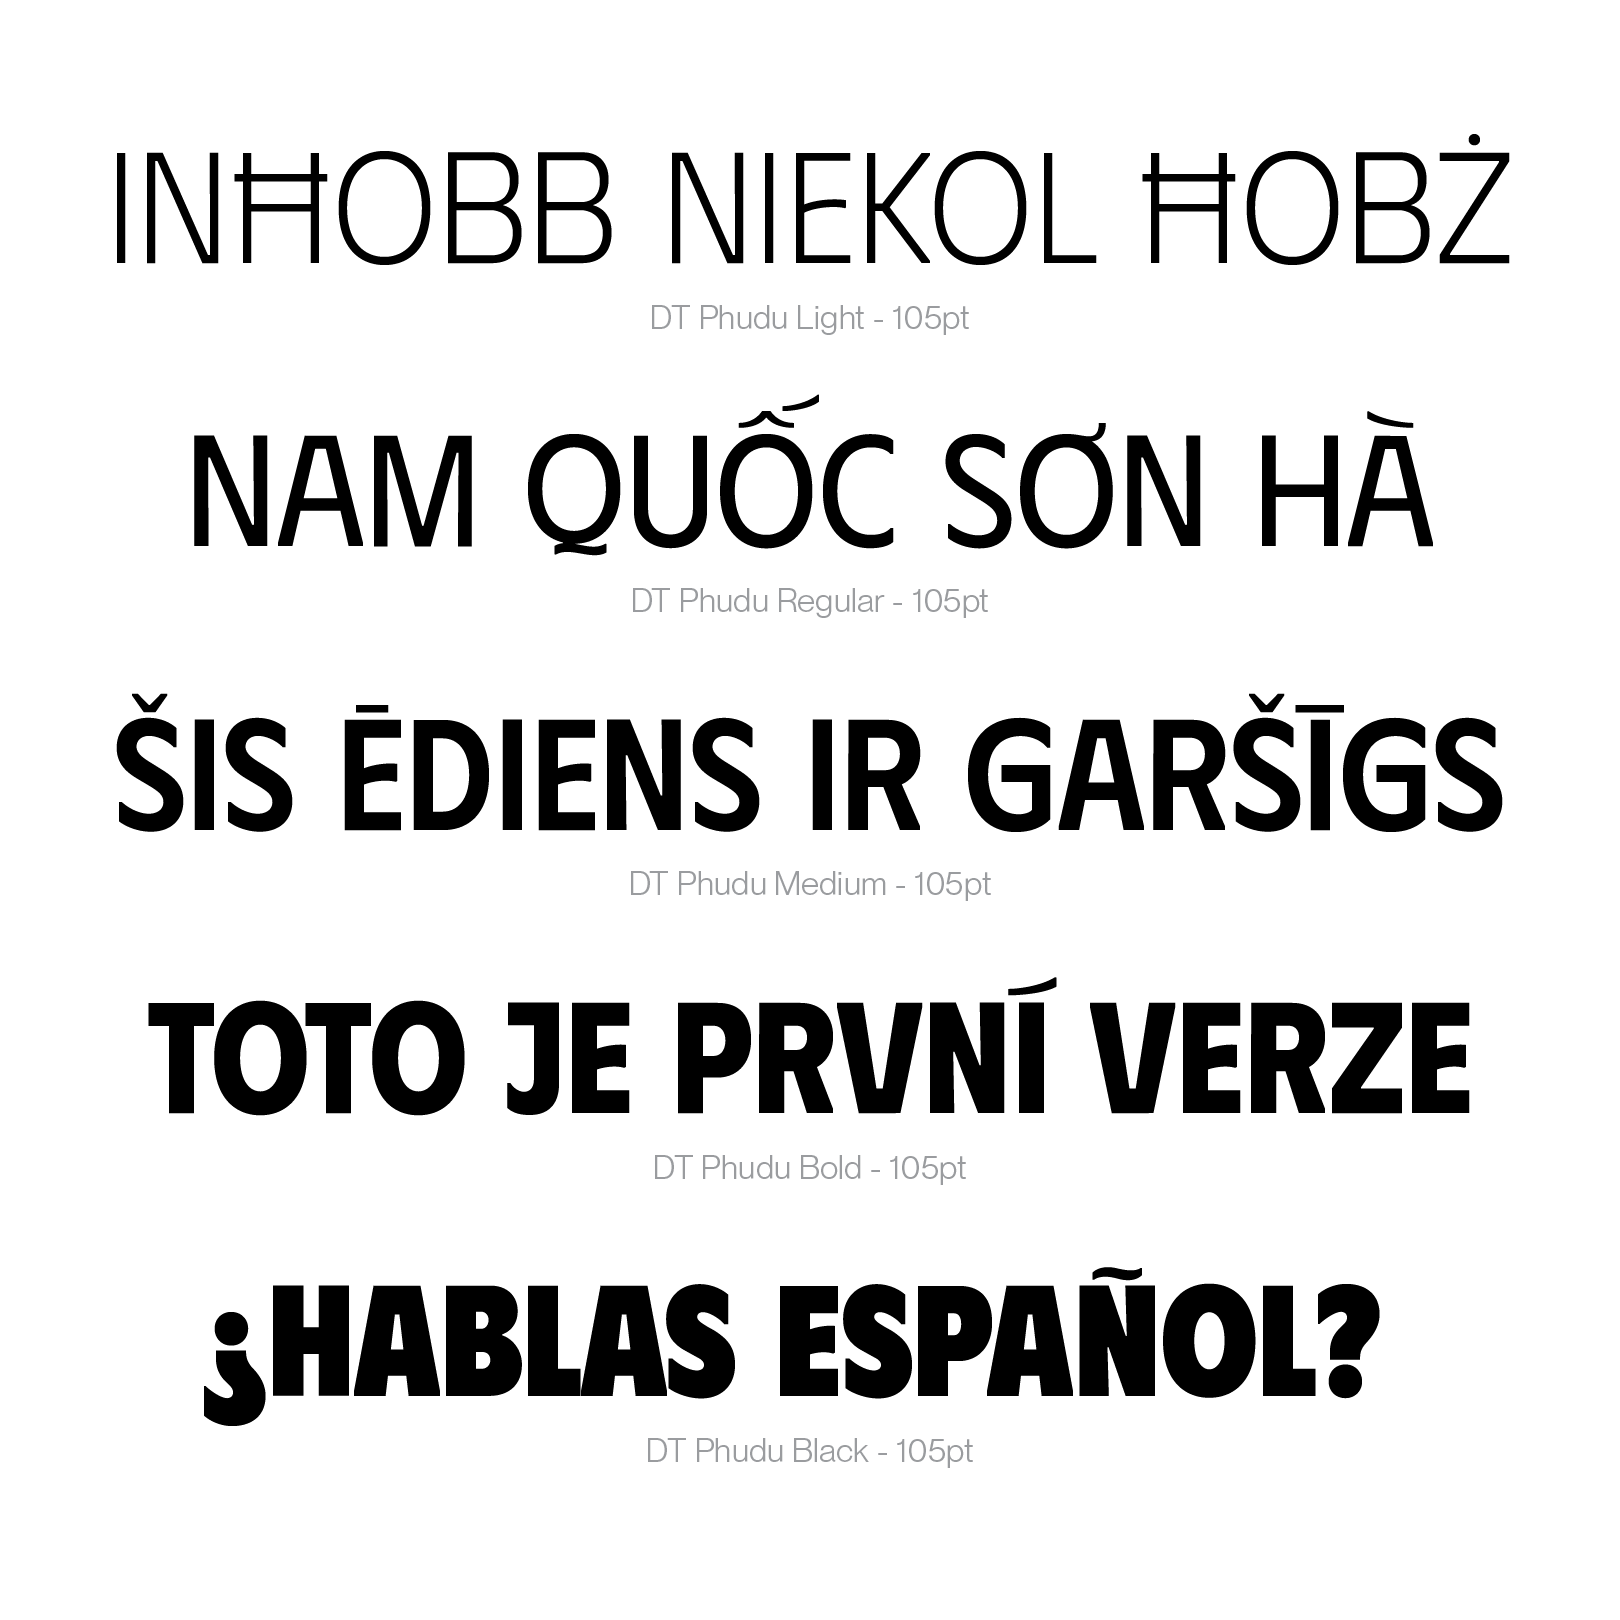 INĦOBB NIEKOL ĦOBŻ
DT Phudu Light - 105pt
NAM QUỐC SƠN HÀ
DT Phudu Regular - 105pt
ŠIS ĒDIENS IR GARŠĪGS
DT Phudu Medium - 105pt
TOTO JE PRVNÍ VERZE
DT Phudu Bold - 105pt
¿HABLAS ESPAÑOL?
DT Phudu Black - 105pt